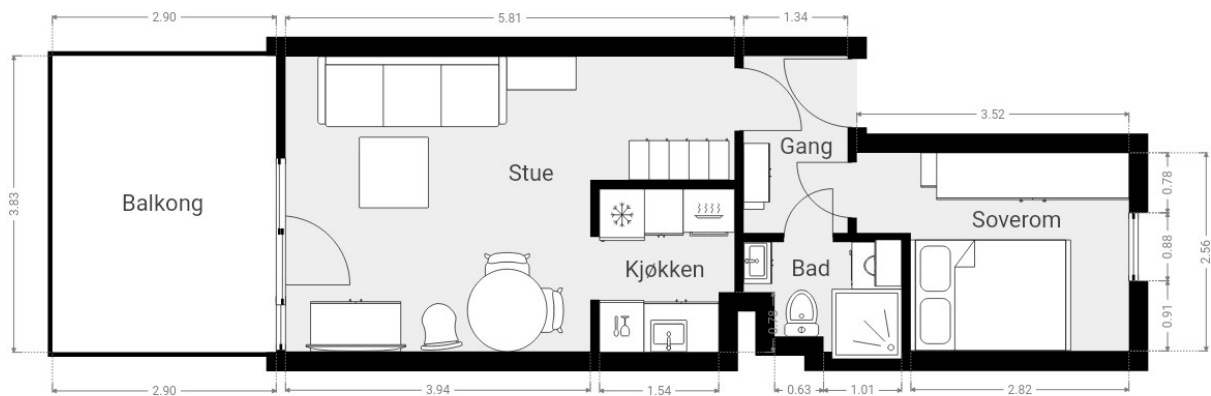 2.90
5.81
1.34
3.52
Gang
Stue
0.78
Balkong
3.83
Soverom
0.88
2.56
Kjøkken
Bad
0.91
0.78
2.90
3.94
1.54
0.63
1.01
2.82